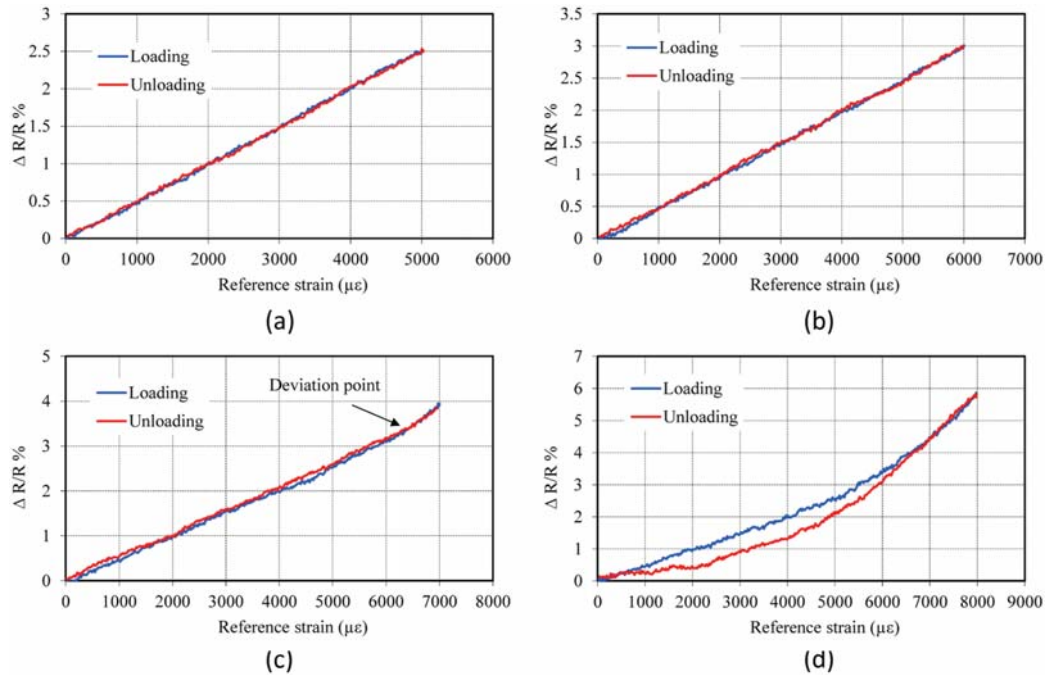 2.5
2
1.5
1
0.5
0
Δ R/R %
Loading
Unloading
0 1000 2000 3000 4000 5000 6000
Reference strain (με)
(a)
3.5
3
2.5
2
1.5
1
0.5
0
Δ R/R %
Loading
Unloading
0 1000 2000 3000 4000 5000 6000 7000
Reference strain (με)
(b)
5
4
3
2
1
0
Δ R/R %
Loading
Unloading
Deviation point
0 1000 2000 3000 4000 5000 6000 7000 8000
Reference strain (με)
(c)
7
6
5
4
3
2
1
0
Δ R/R %
Loading
Unloading
0 1000 2000 3000 4000 5000 6000 7000 8000 9000
Reference strain (με)
(d)